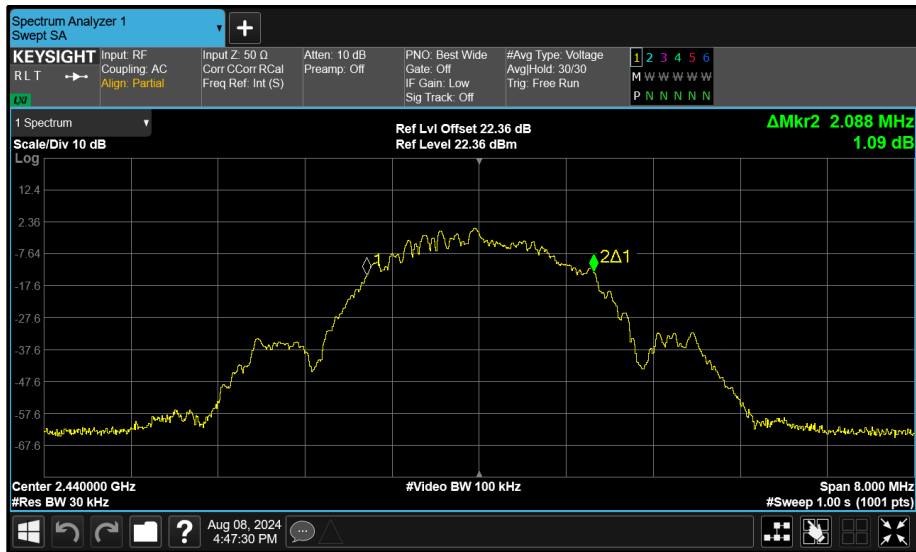 Spectrum Analyzer 1
Swept SA
+
KEYSIGHT
RLT
LXI
Input: RF
Coupling: AC
Align: Partial
Input Z: 50 Ω
Corr CCorr RCal
Freq Ref: Int (S)
Atten: 10 dB
Preamp: Off
PNO: Best Wide
Gate: Off
IF Gain: Low
Sig Track: Off
#Avg Type: Voltage
Avg|Hold: 30/30
Trig: Free Run
1 2 3 4 5 6
M W W W W W
P N N N N N
1 Spectrum
Scale/Div 10 dB
Ref Lvl Offset 22.36 dB
Ref Level 22.36 dBm
ΔMkr2 2.088 MHz
1.09 dB
Log
12.4
2.36
-7.64
-17.6
-27.6
-37.6
-47.6
-57.6
-67.6
1
2Δ1
Center 2.440000 GHz
#Res BW 30 kHz
#Video BW 100 kHz
Span 8.000 MHz
#Sweep 1.00 s (1001 pts)
?
Aug 08, 2024
4:47:30 PM